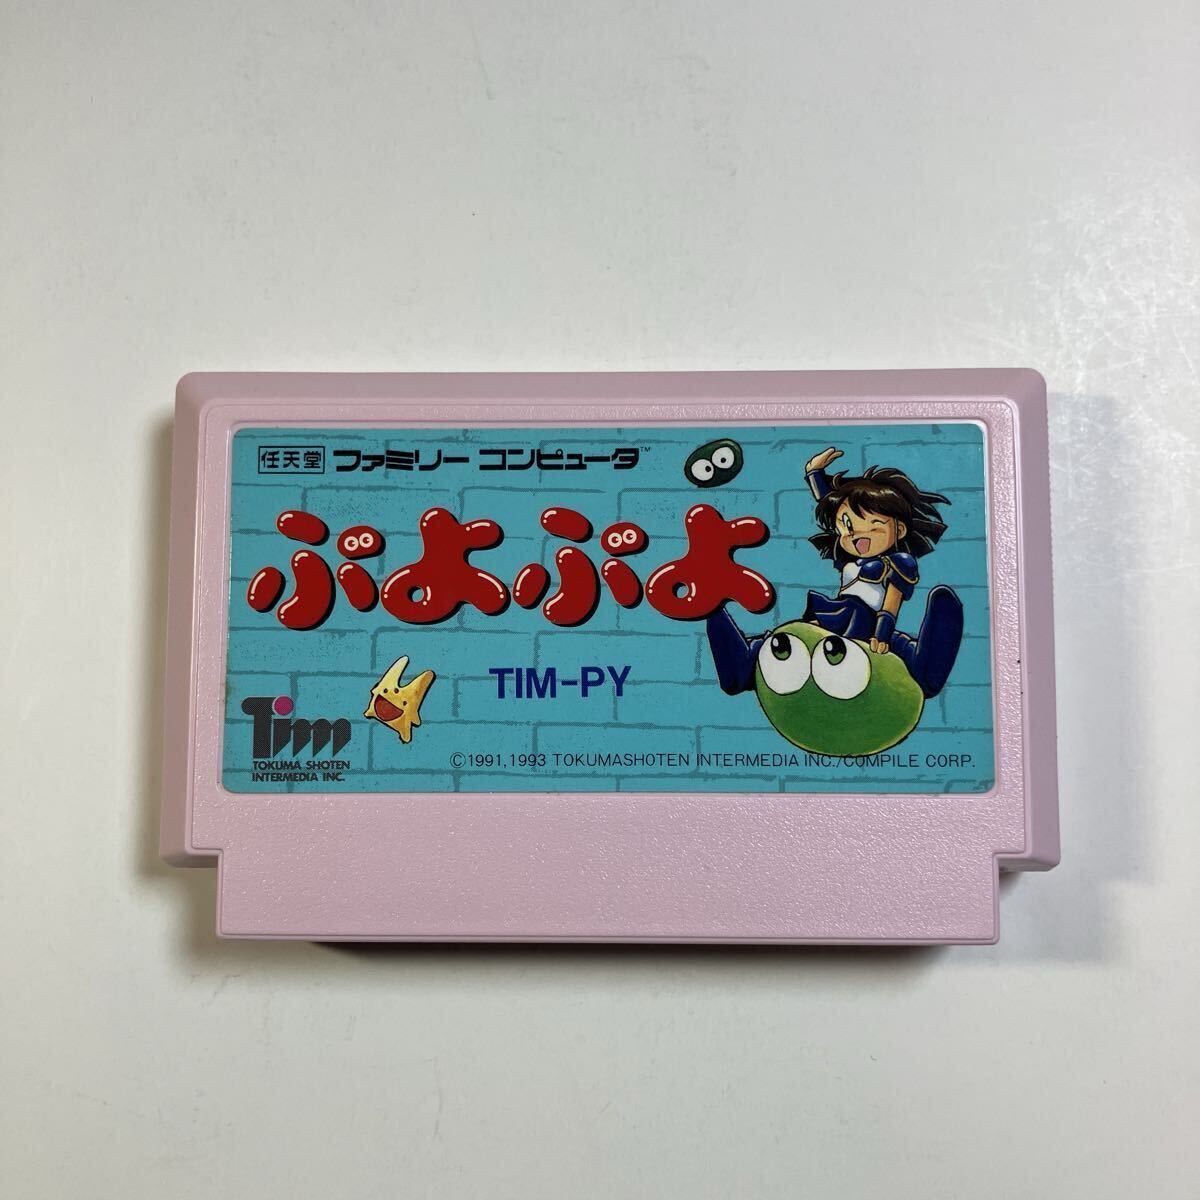 任天堂 ファミリーコンピュータ™
ぷよぷよ
TIM-PY
Tim
TOKUMA SHOTEN
INTERMEDIA INC.
©1991,1993 TOKUMASHOTEN INTERMEDIA INC./COMPILE CORP.